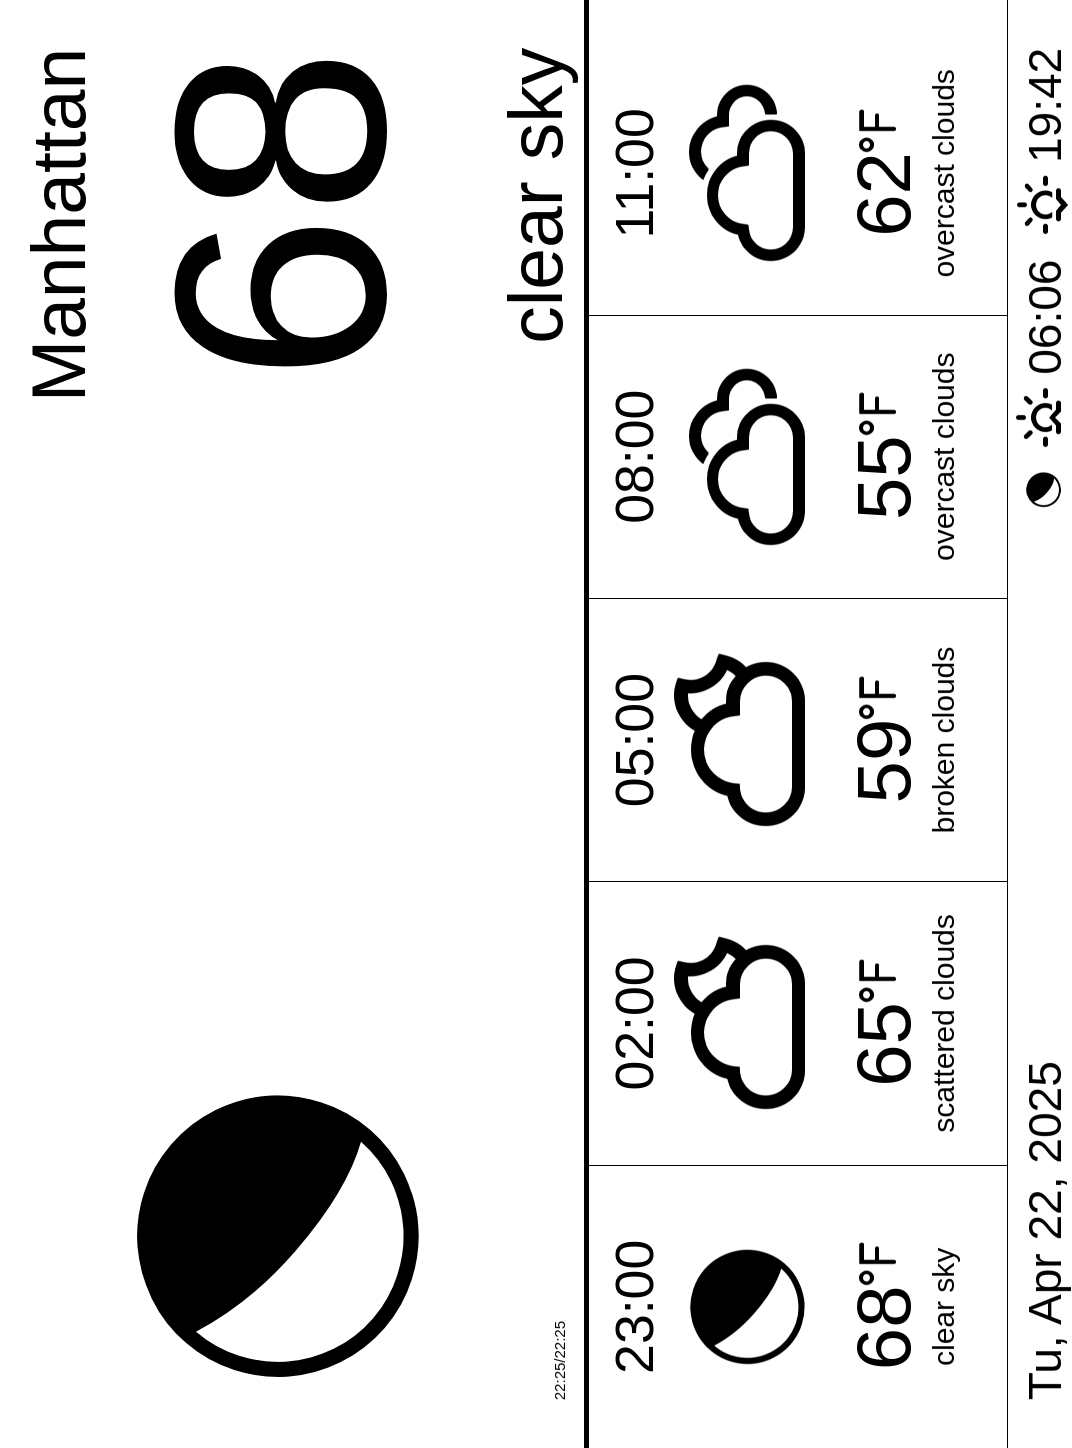 Manhattan
68
clear sky
22:25/22:25
23:00
68°F
clear sky
02:00
65°F
scattered clouds
05:00
59°F
broken clouds
08:00
55°F
overcast clouds
11:00
62°F
overcast clouds
Tu, Apr 22, 2025
06:06
19:42